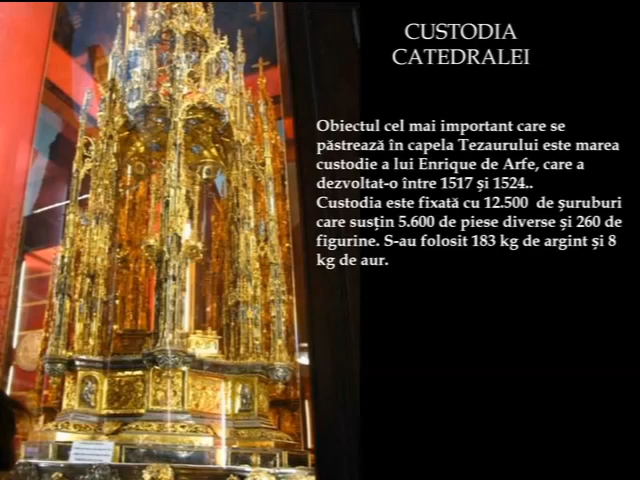 CUSTODIA
CATEDRALEI
Obiectul cel mai important care se
păstrează în capela Tezaurului este marea
custodie a lui Enrique de Arfe, care a
dezvoltat-o între 1517 și 1524..
Custodia este fixată cu 12.500 de șuruburi
care susțin 5.600 de piese diverse și 260 de
figurine. S-au folosit 183 kg de argint și 8
kg de aur.